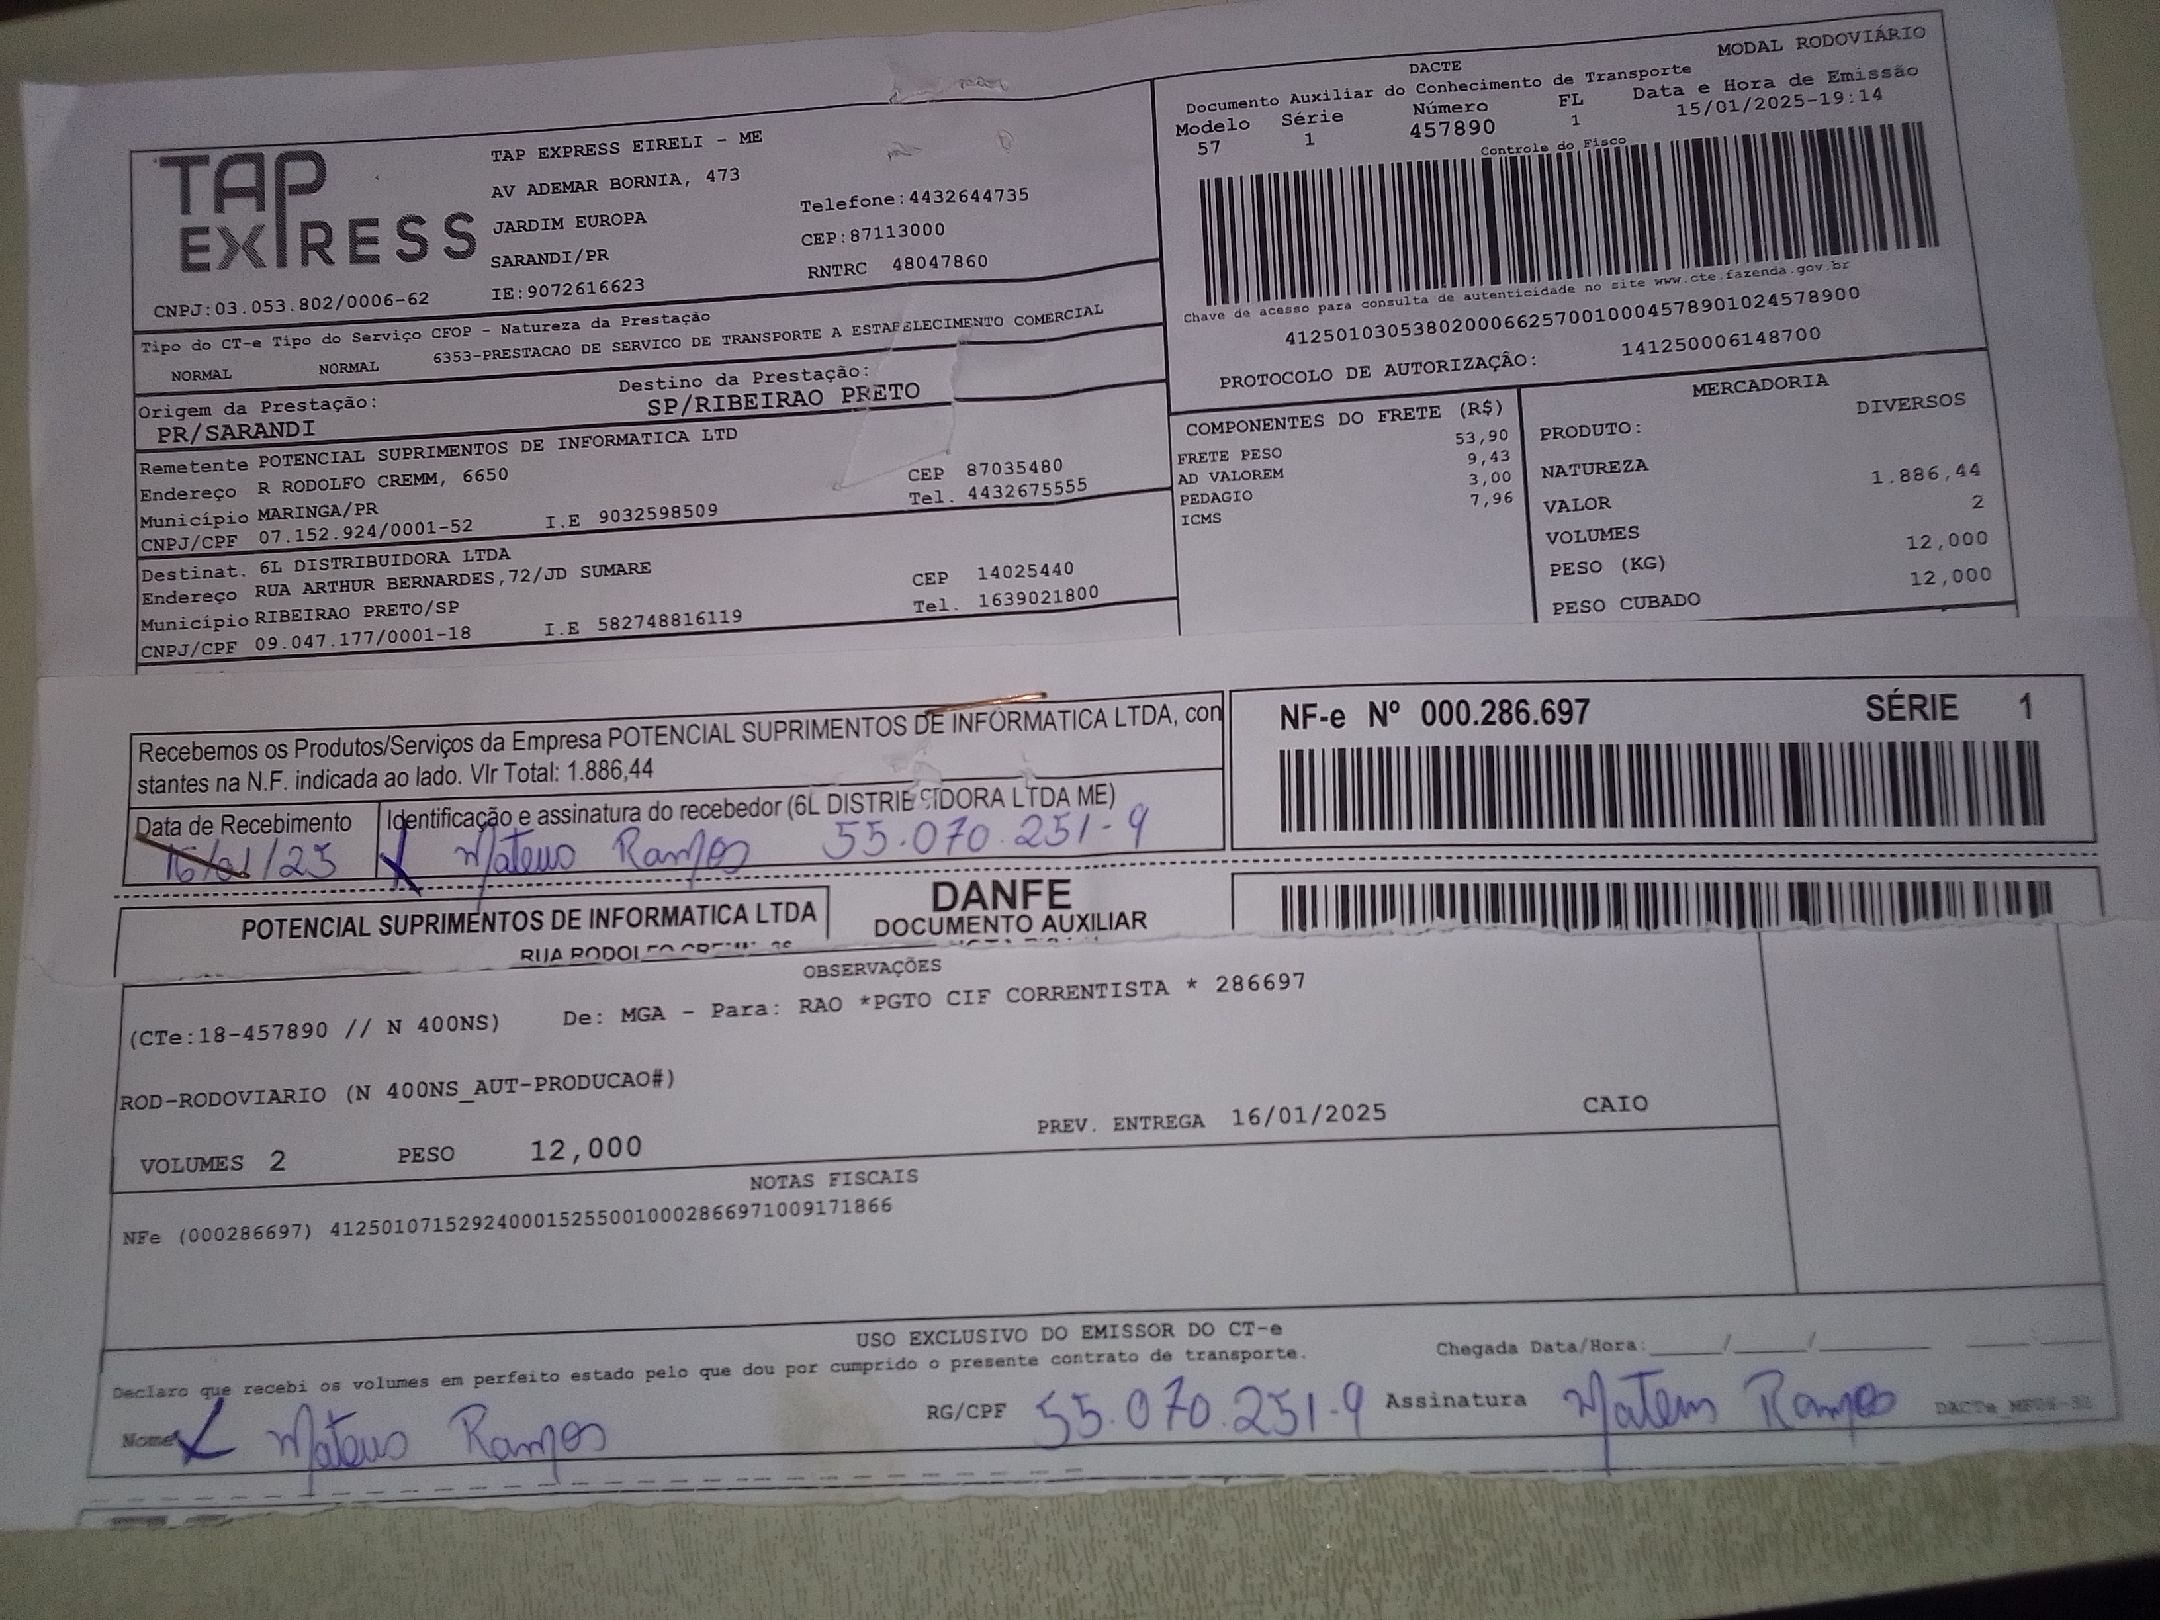 TAP EXPRESS
TAP EXPRESS EIRELI - ME
AV ADEMAR BORNIA, 473
JARDIM EUROPA Telefone:4432644735
SARANDI/PR CEP:87113000
CNPJ:03.053.802/0006-62 IE:9072616623 RNTRC 48047860
Tipo do CT-e Tipo do Serviço CFOP - Natureza da Prestação
NORMAL NORMAL 6353-PRESTACAO DE SERVICO DE TRANSPORTE A ESTABELECIMENTO COMERCIAL
Origem da Prestação: Destino da Prestação:
PR/SARANDI SP/RIBEIRAO PRETO
Remetente POTENCIAL SUPRIMENTOS DE INFORMATICA LTD
Endereço R RODOLFO CREMM, 6650 CEP 87035480
Município MARINGA/PR Tel. 4432675555
CNPJ/CPF 07.152.924/0001-52 I.E 9032598509
Destinat. 6L DISTRIBUIDORA LTDA
Endereço RUA ARTHUR BERNARDES,72/JD SUMARE CEP 14025440
Município RIBEIRAO PRETO/SP Tel. 1639021800
CNPJ/CPF 09.047.177/0001-18 I.E 582748816119
DACTE MODAL RODOVIÁRIO
Documento Auxiliar do Conhecimento de Transporte
Modelo Série Número FL Data e Hora de Emissão
57 1 457890 1 15/01/2025-19:14
Controle do Fisco
Chave de acesso para consulta de autenticidade no site www.cte.fazenda.gov.br
41250103053802000662570010004578901024578900
PROTOCOLO DE AUTORIZAÇÃO: 141250006148700
COMPONENTES DO FRETE (R$)
FRETE PESO 53,90
AD VALOREM 9,43
PEDAGIO 3,00
ICMS 7,96
MERCADORIA
PRODUTO: DIVERSOS
NATUREZA
VALOR 1.886,44
VOLUMES 2
PESO (KG) 12,000
PESO CUBADO 12,000
Recebemos os Produtos/Serviços da Empresa POTENCIAL SUPRIMENTOS DE INFORMATICA LTDA, con
stantes na N.F. indicada ao lado. Vlr Total: 1.886,44
Data de Recebimento Identificação e assinatura do recebedor (6L DISTRIBUIDORA LTDA ME)
16/01/25 Mateus Ramos 55.070.251-9
NF-e Nº 000.286.697 SÉRIE 1
POTENCIAL SUPRIMENTOS DE INFORMATICA LTDA
DANFE
DOCUMENTO AUXILIAR
OBSERVAÇÕES
(CTe:18-457890 // N 400NS) De: MGA - Para: RAO *PGTO CIF CORRENTISTA * 286697
ROD-RODOVIARIO (N 400NS_AUT-PRODUCAO#)
VOLUMES 2 PESO 12,000 PREV. ENTREGA 16/01/2025 CAIO
NOTAS FISCAIS
NFe (000286697) 41250107152924000152550010002866971009171866
USO EXCLUSIVO DO EMISSOR DO CT-e
Declaro que recebi os volumes em perfeito estado pelo que dou por cumprido o presente contrato de transporte. Chegada Data/Hora:____/____/______ ____:____
Nome Mateus Ramos RG/CPF 55.070.251-9 Assinatura Mateus Ramos